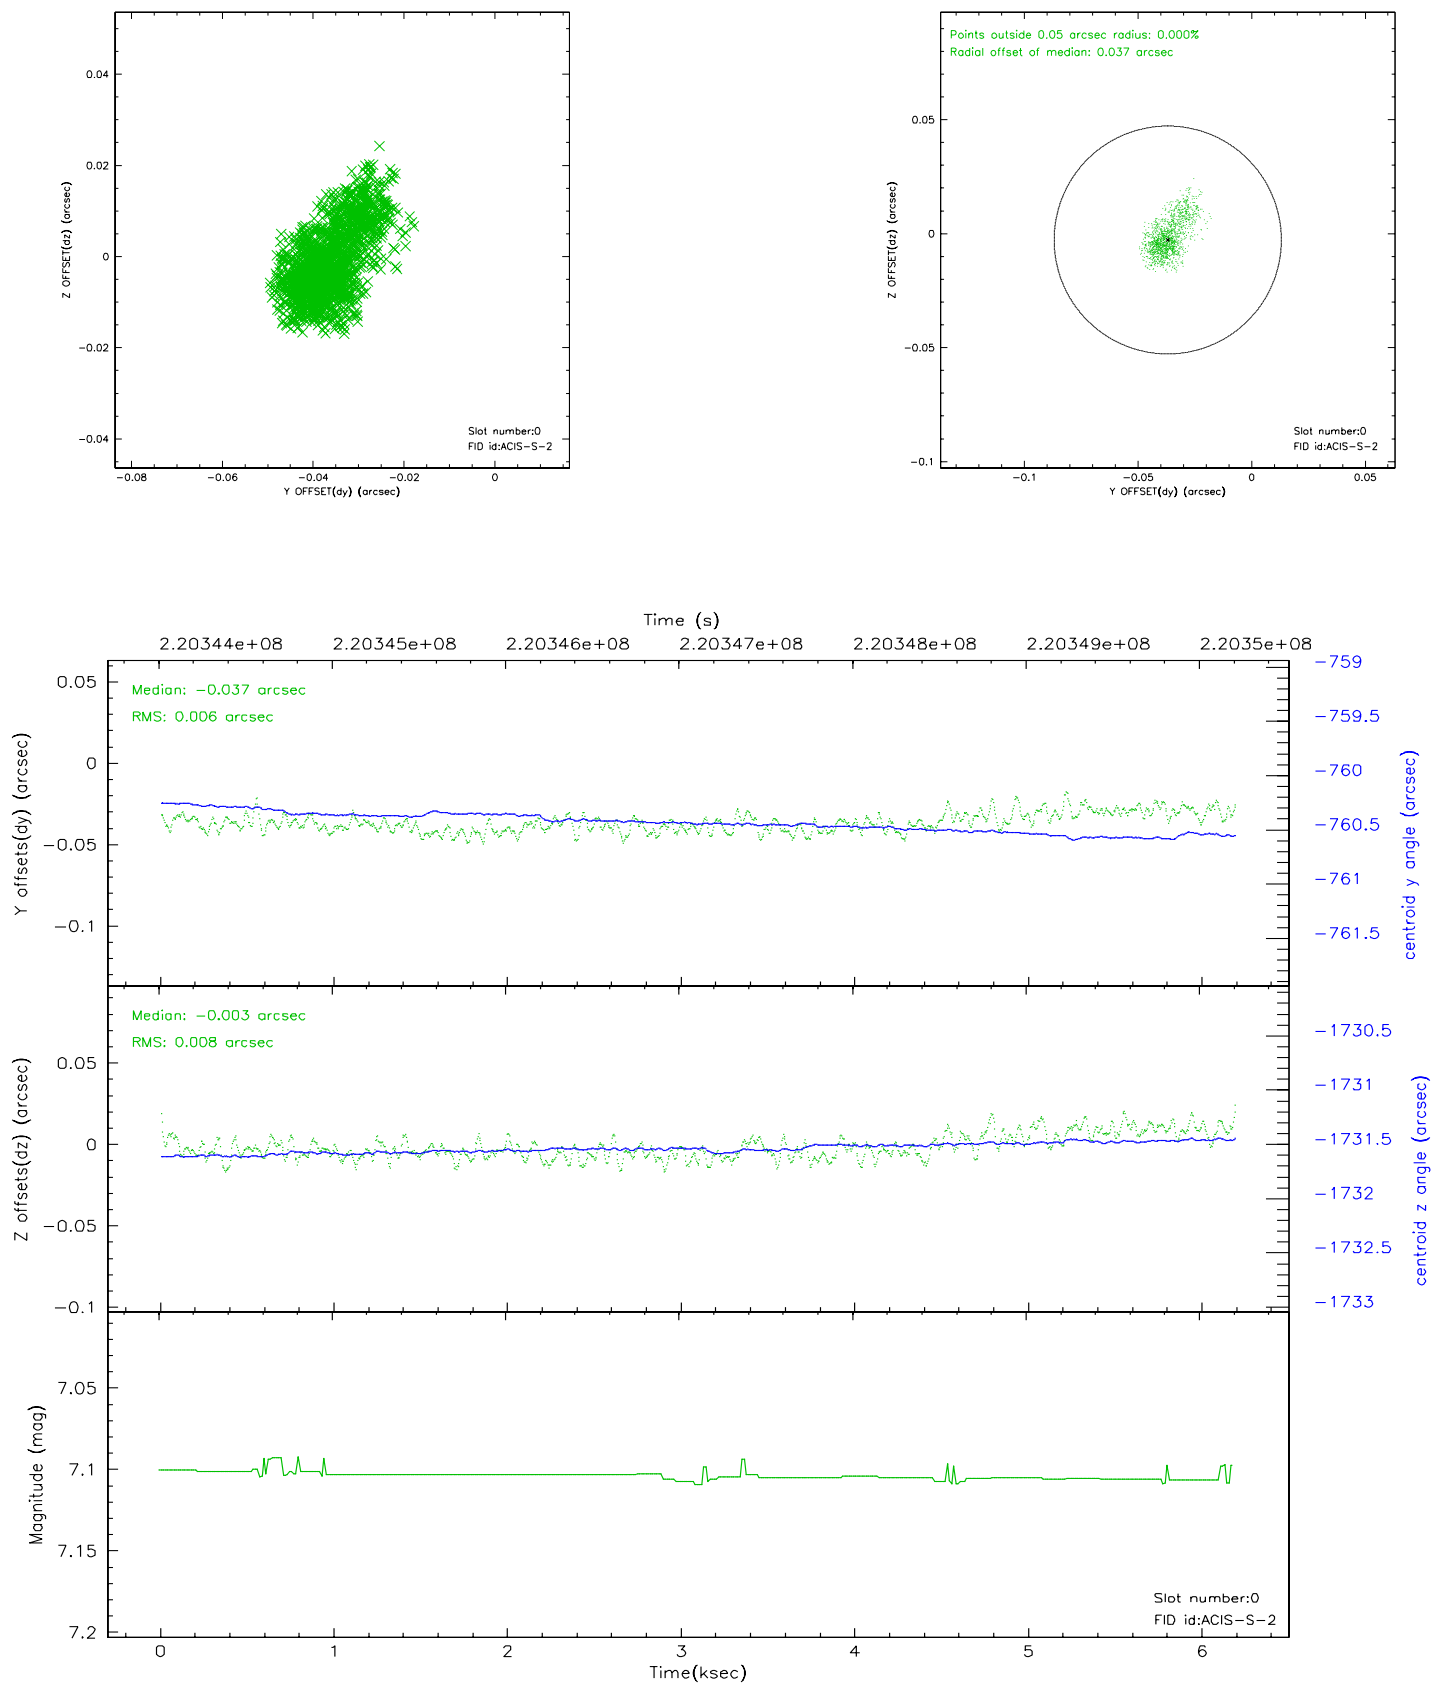 0.04
0.02
0
-0.02
-0.04
Z OFFSET(dz) (arcsec)
Slot number:0
FID id:ACIS-S-2
-0.08 -0.06 -0.04 -0.02 0
Y OFFSET(dy) (arcsec)
Points outside 0.05 arcsec radius: 0.000%
Radial offset of median: 0.037 arcsec
0.05
0
-0.05
-0.1
Z OFFSET(dz) (arcsec)
Slot number:0
FID id:ACIS-S-2
-0.1 -0.05 0 0.05
Y OFFSET(dy) (arcsec)
Time (s)
2.20344e+08 2.20345e+08 2.20346e+08 2.20347e+08 2.20348e+08 2.20349e+08 2.2035e+08
Median: -0.037 arcsec
RMS: 0.006 arcsec
0.05
0
-0.05
-0.1
Y offsets(dy) (arcsec)
-759
-759.5
-760
-760.5
-761
-761.5
centroid y angle (arcsec)
Median: -0.003 arcsec
RMS: 0.008 arcsec
0.05
0
-0.05
-0.1
Z offsets(dz) (arcsec)
-1730.5
-1731
-1731.5
-1732
-1732.5
-1733
centroid z angle (arcsec)
7.05
7.1
7.15
7.2
Magnitude (mag)
Slot number:0
FID id:ACIS-S-2
0 1 2 3 4 5 6
Time(ksec)